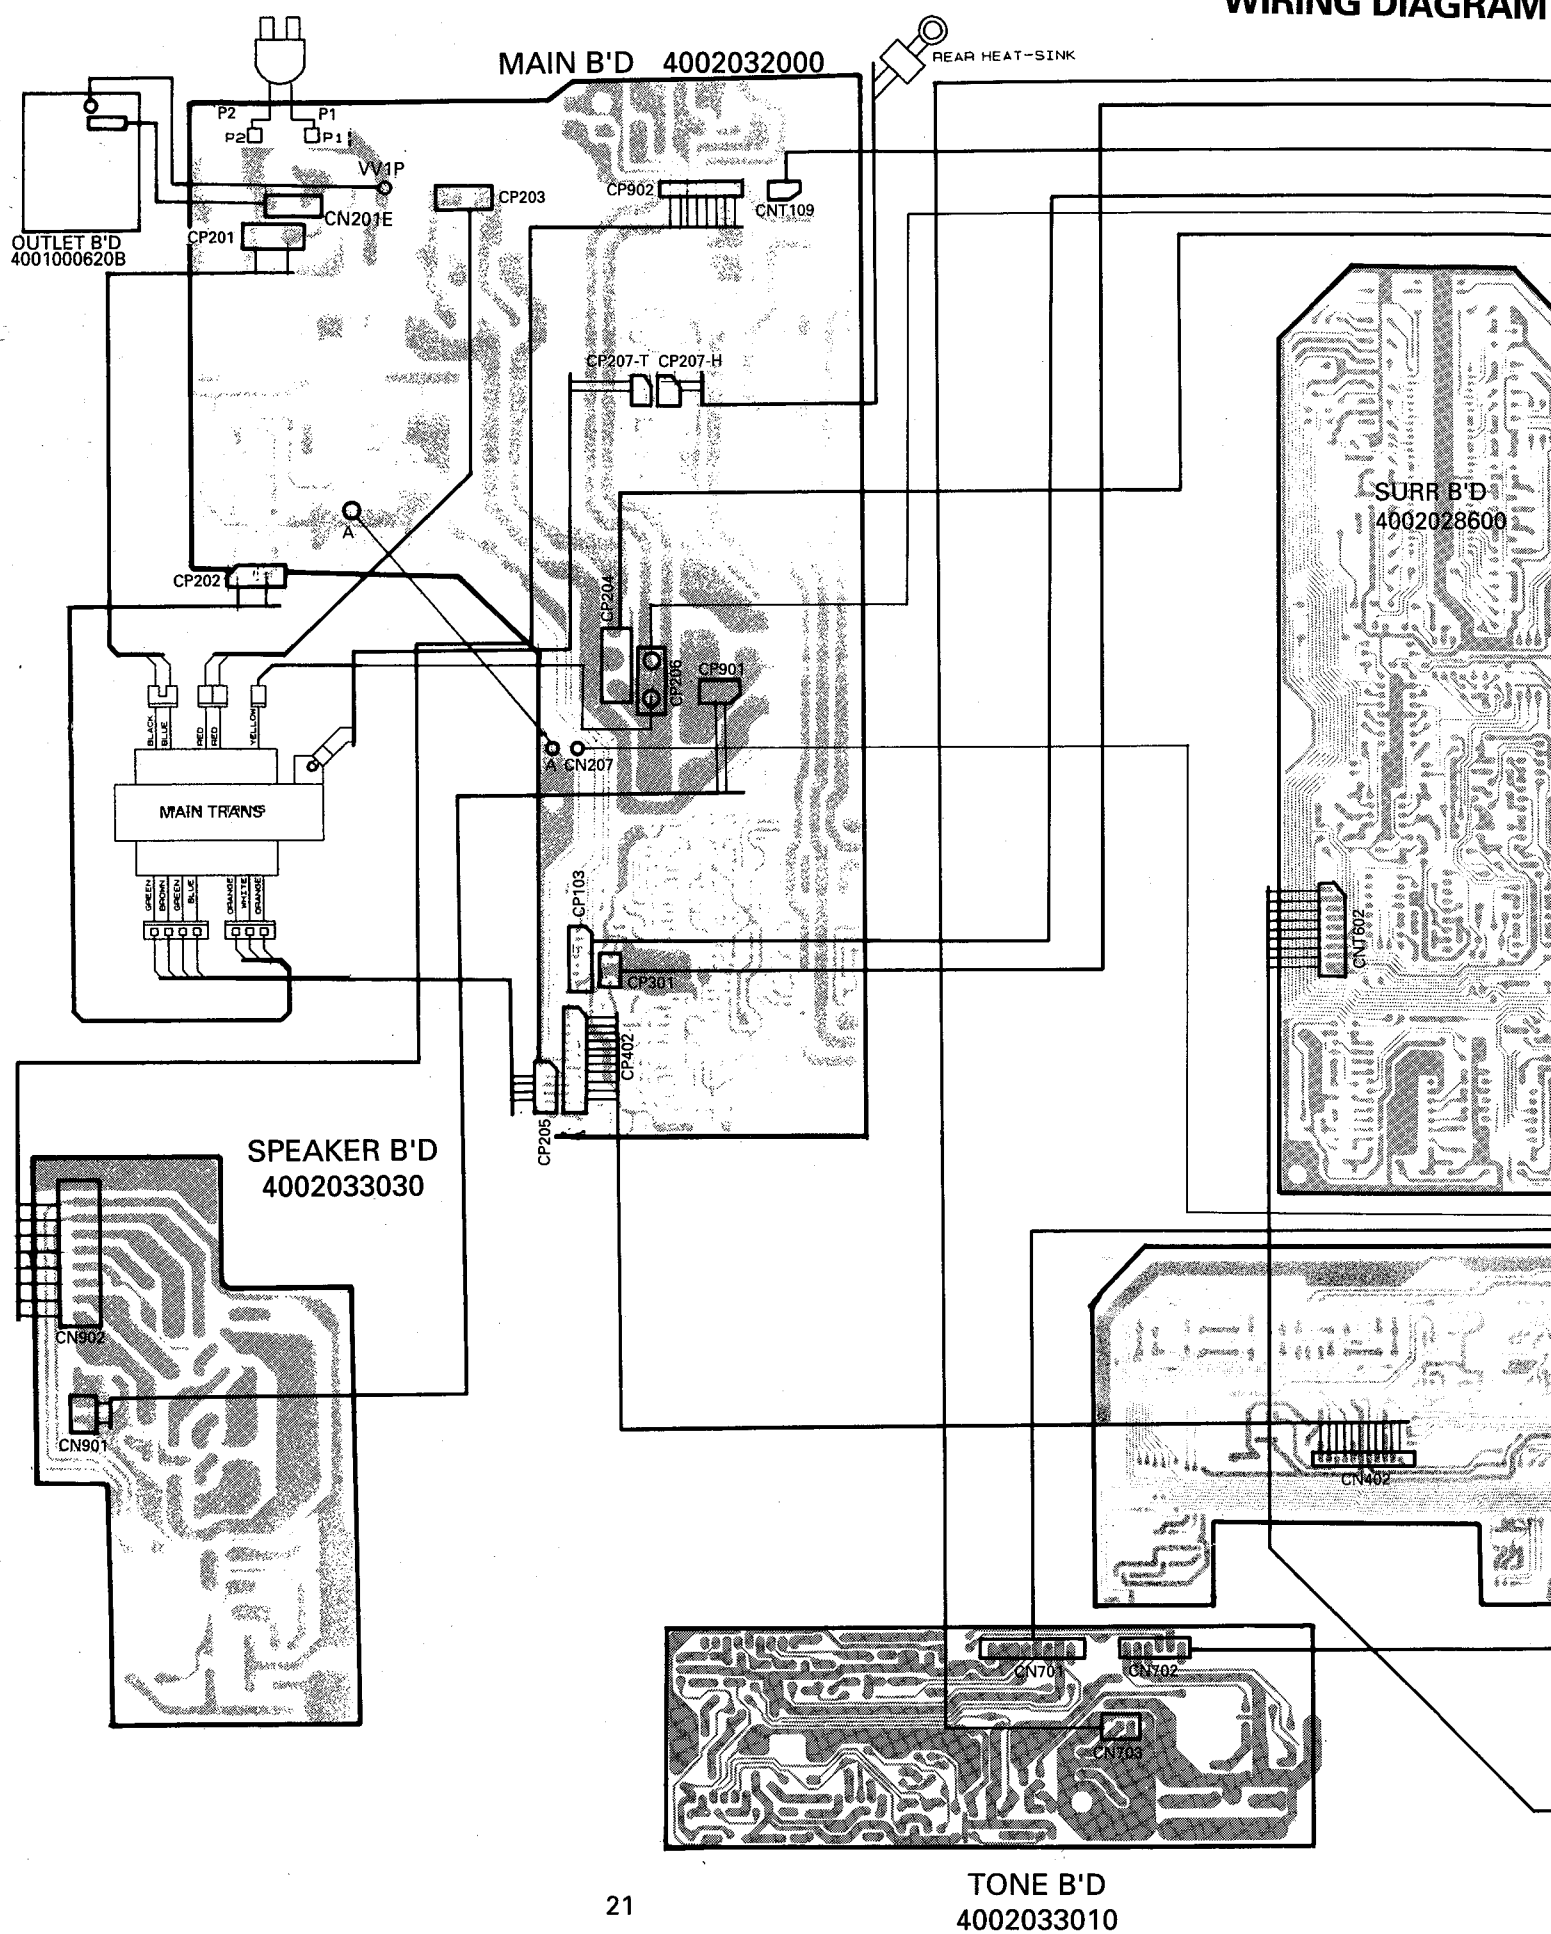 WIRING DIAGRAM
MAIN B'D 4002032000
REAR HEAT-SINK
P2
P1
P2
P1
VV1P
CP203
CP902
CNT109
CN201E
CP201
OUTLET B'D
4001000620B
CP207-T
CP207-H
SURR B'D
4002028600
A
CP202
CP204
CP206
CP901
BLACK
BLUE
RED
RED
YELLOW
A
CN207
MAIN TRANS
CP103
GREEN
BROWN
GREEN
BLUE
ORANGE
WHITE
ORANGE
CNT602
CP301
CP402
CP205
SPEAKER B'D
4002033030
CN902
CN901
CN402
CN701
CN702
CN703
TONE B'D
4002033010
21